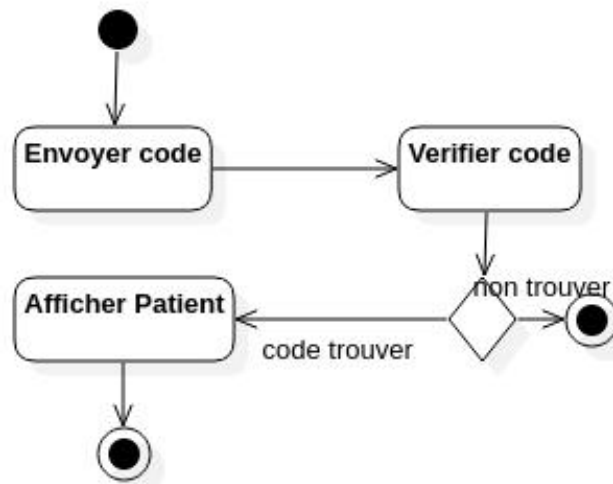 Envoyer code
Verifier code
Afficher Patient
non trouver
code trouver